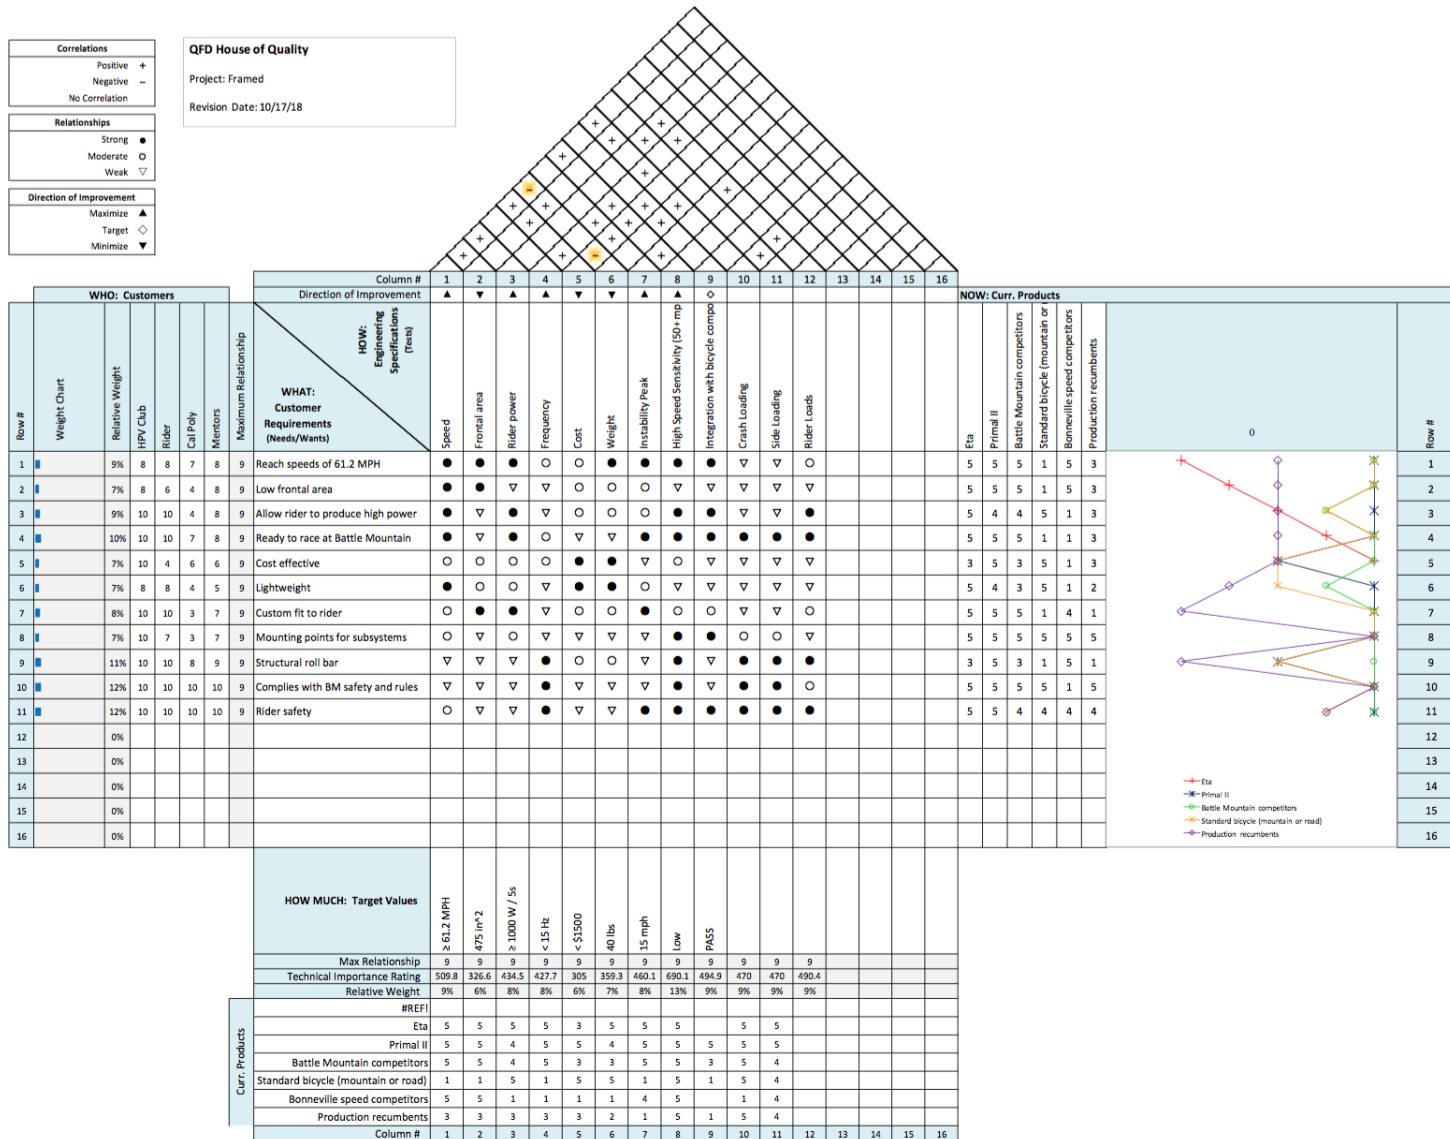 Correlations
Positive +
Negative −
No Correlation
Relationships
Strong ●
Moderate ○
Weak ▽
Direction of Improvement
Maximize ▲
Target ◇
Minimize ▼
QFD House of Quality
Project: Framed
Revision Date: 10/17/18
Column # 1 2 3 4 5 6 7 8 9 10 11 12 13 14 15 16
WHO: Customers
Direction of Improvement ▲ ▼ ▲ ▲ ▼ ▼ ▲ ▲ ◇
NOW: Curr. Products
Row #
Weight Chart
Relative Weight
HPV Club
Rider
Cal Poly
Mentors
Maximum Relationship
HOW:
Engineering
Specifications
(Tests)
WHAT:
Customer
Requirements
(Needs/Wants)
Speed
Frontal area
Rider power
Frequency
Cost
Weight
Instability Peak
High Speed Sensitivity (50+ mp
Integration with bicycle compo
Crash Loading
Side Loading
Rider Loads
Eta
Primal II
Battle Mountain competitors
Standard bicycle (mountain or
Bonneville speed competitors
Production recumbents
0
Row #
1 9% 8 8 7 8 9 Reach speeds of 61.2 MPH ● ● ● ○ ○ ● ● ● ● ▽ ▽ ○ 5 5 5 1 5 3 1
2 7% 8 6 4 8 9 Low frontal area ● ● ▽ ▽ ○ ○ ○ ▽ ▽ ▽ ▽ ▽ 5 5 5 1 5 3 2
3 9% 10 10 4 8 9 Allow rider to produce high power ● ▽ ● ▽ ○ ○ ○ ● ● ▽ ▽ ● 5 4 4 5 1 3 3
4 10% 10 10 7 8 9 Ready to race at Battle Mountain ● ▽ ● ○ ▽ ▽ ● ● ● ● ● ● 5 5 5 1 1 3 4
5 7% 10 4 6 6 9 Cost effective ○ ○ ○ ○ ● ● ▽ ○ ▽ ▽ ▽ ▽ 3 5 3 5 1 3 5
6 7% 8 8 4 5 9 Lightweight ● ○ ○ ▽ ● ● ○ ▽ ▽ ▽ ▽ ▽ 5 4 3 5 1 2 6
7 8% 10 10 3 7 9 Custom fit to rider ○ ● ● ▽ ○ ○ ● ○ ○ ▽ ▽ ○ 5 5 5 1 4 1 7
8 7% 10 7 3 7 9 Mounting points for subsystems ○ ▽ ○ ▽ ▽ ▽ ▽ ● ● ○ ○ ▽ 5 5 5 5 5 5 8
9 11% 10 10 8 9 9 Structural roll bar ▽ ▽ ▽ ● ○ ○ ▽ ● ▽ ● ● ● 3 5 3 1 5 1 9
10 12% 10 10 10 10 9 Complies with BM safety and rules ▽ ▽ ▽ ● ▽ ▽ ▽ ● ▽ ● ● ○ 5 5 5 5 1 5 10
11 12% 10 10 10 10 9 Rider safety ○ ▽ ▽ ● ▽ ▽ ● ● ● ● ● ● 5 5 4 4 4 4 11
12 0% 12
13 0% 13
14 0% 14
15 0% 15
16 0% 16
Eta
Primal II
Battle Mountain competitors
Standard bicycle (mountain or road)
Production recumbents
HOW MUCH: Target Values
≥ 61.2 MPH
475 in^2
≥ 1000 W / 5s
< 15 Hz
< $1500
40 lbs
15 mph
Low
PASS
Max Relationship 9 9 9 9 9 9 9 9 9 9 9 9
Technical Importance Rating 509.8 326.6 434.5 427.7 305 359.3 460.1 690.1 494.9 470 470 490.4
Relative Weight 9% 6% 8% 8% 6% 7% 8% 13% 9% 9% 9% 9%
Curr. Products
#REF!
Eta 5 5 5 5 3 5 5 5 5 5
Primal II 5 5 4 5 5 4 5 5 5 5 5
Battle Mountain competitors 5 5 4 5 3 3 5 5 3 5 4
Standard bicycle (mountain or road) 1 1 5 1 5 5 1 5 1 5 4
Bonneville speed competitors 5 5 1 1 1 1 4 5 1 4
Production recumbents 3 3 3 3 3 2 1 5 1 5 4
Column # 1 2 3 4 5 6 7 8 9 10 11 12 13 14 15 16